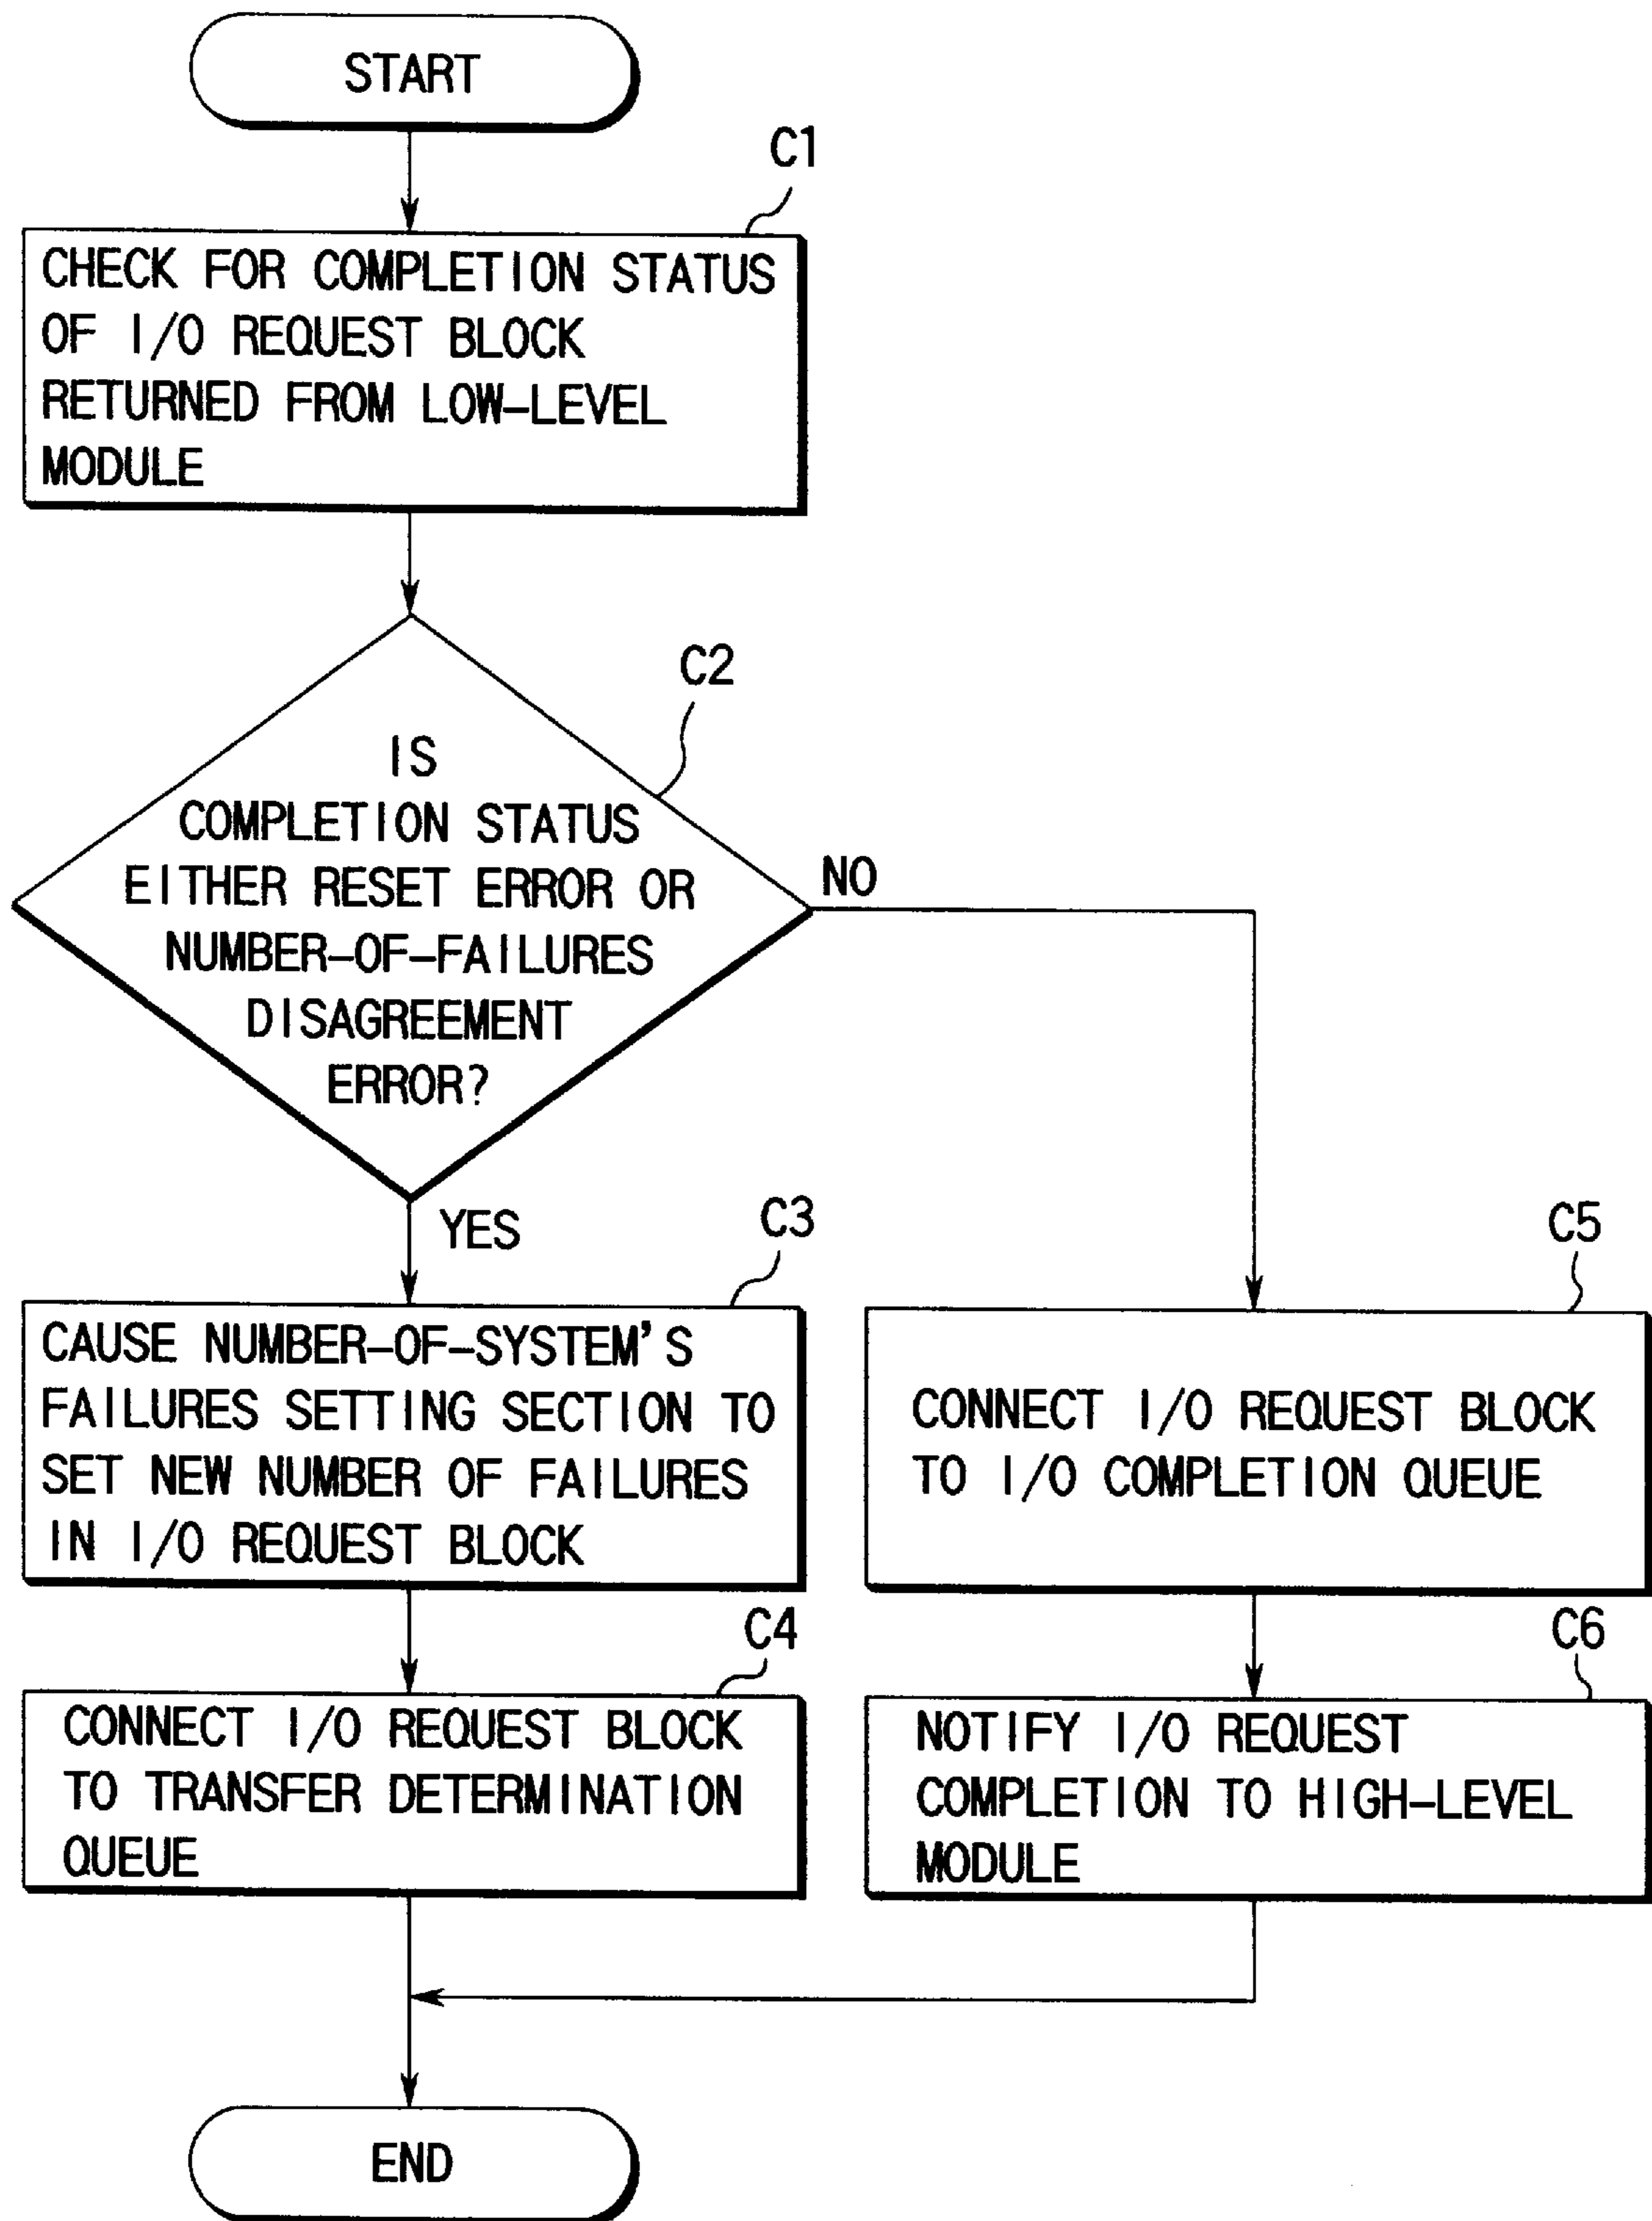 START
C1
CHECK FOR COMPLETION STATUS
OF I/O REQUEST BLOCK
RETURNED FROM LOW-LEVEL
MODULE
C2
IS
COMPLETION STATUS
EITHER RESET ERROR OR
NUMBER-OF-FAILURES
DISAGREEMENT
ERROR?
NO
YES
C3
CAUSE NUMBER-OF-SYSTEM'S
FAILURES SETTING SECTION TO
SET NEW NUMBER OF FAILURES
IN I/O REQUEST BLOCK
C5
CONNECT I/O REQUEST BLOCK
TO I/O COMPLETION QUEUE
C4
CONNECT I/O REQUEST BLOCK
TO TRANSFER DETERMINATION
QUEUE
C6
NOTIFY I/O REQUEST
COMPLETION TO HIGH-LEVEL
MODULE
END